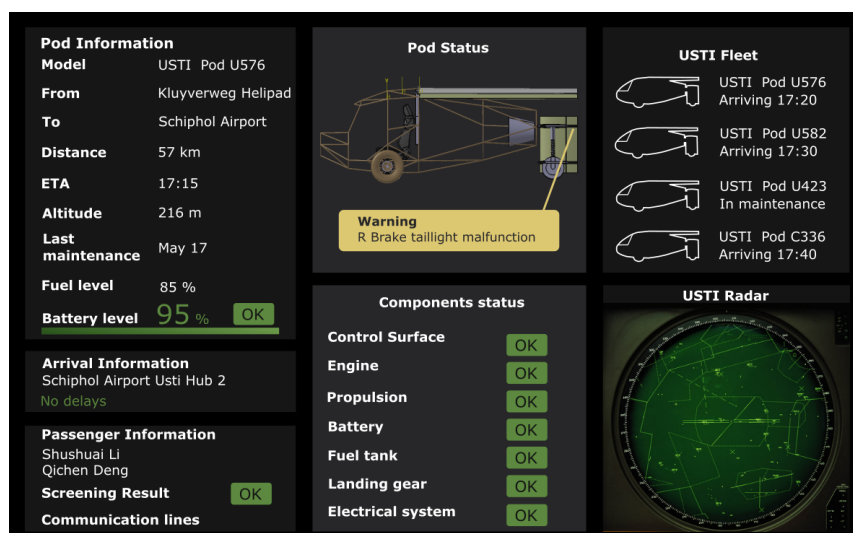 Pod Information
Model USTI Pod U576
From Kluyverweg Helipad
To Schiphol Airport
Distance 57 km
ETA 17:15
Altitude 216 m
Last
maintenance May 17
Fuel level 85 %
Battery level 95 % OK
Arrival Information
Schiphol Airport Usti Hub 2
No delays
Passenger Information
Shushuai Li
Qichen Deng
Screening Result OK
Communication lines
Pod Status
Warning
R Brake taillight malfunction
Components status
Control Surface OK
Engine OK
Propulsion OK
Battery OK
Fuel tank OK
Landing gear OK
Electrical system OK
USTI Fleet
USTI Pod U576
Arriving 17:20
USTI Pod U582
Arriving 17:30
USTI Pod U423
In maintenance
USTI Pod C336
Arriving 17:40
USTI Radar